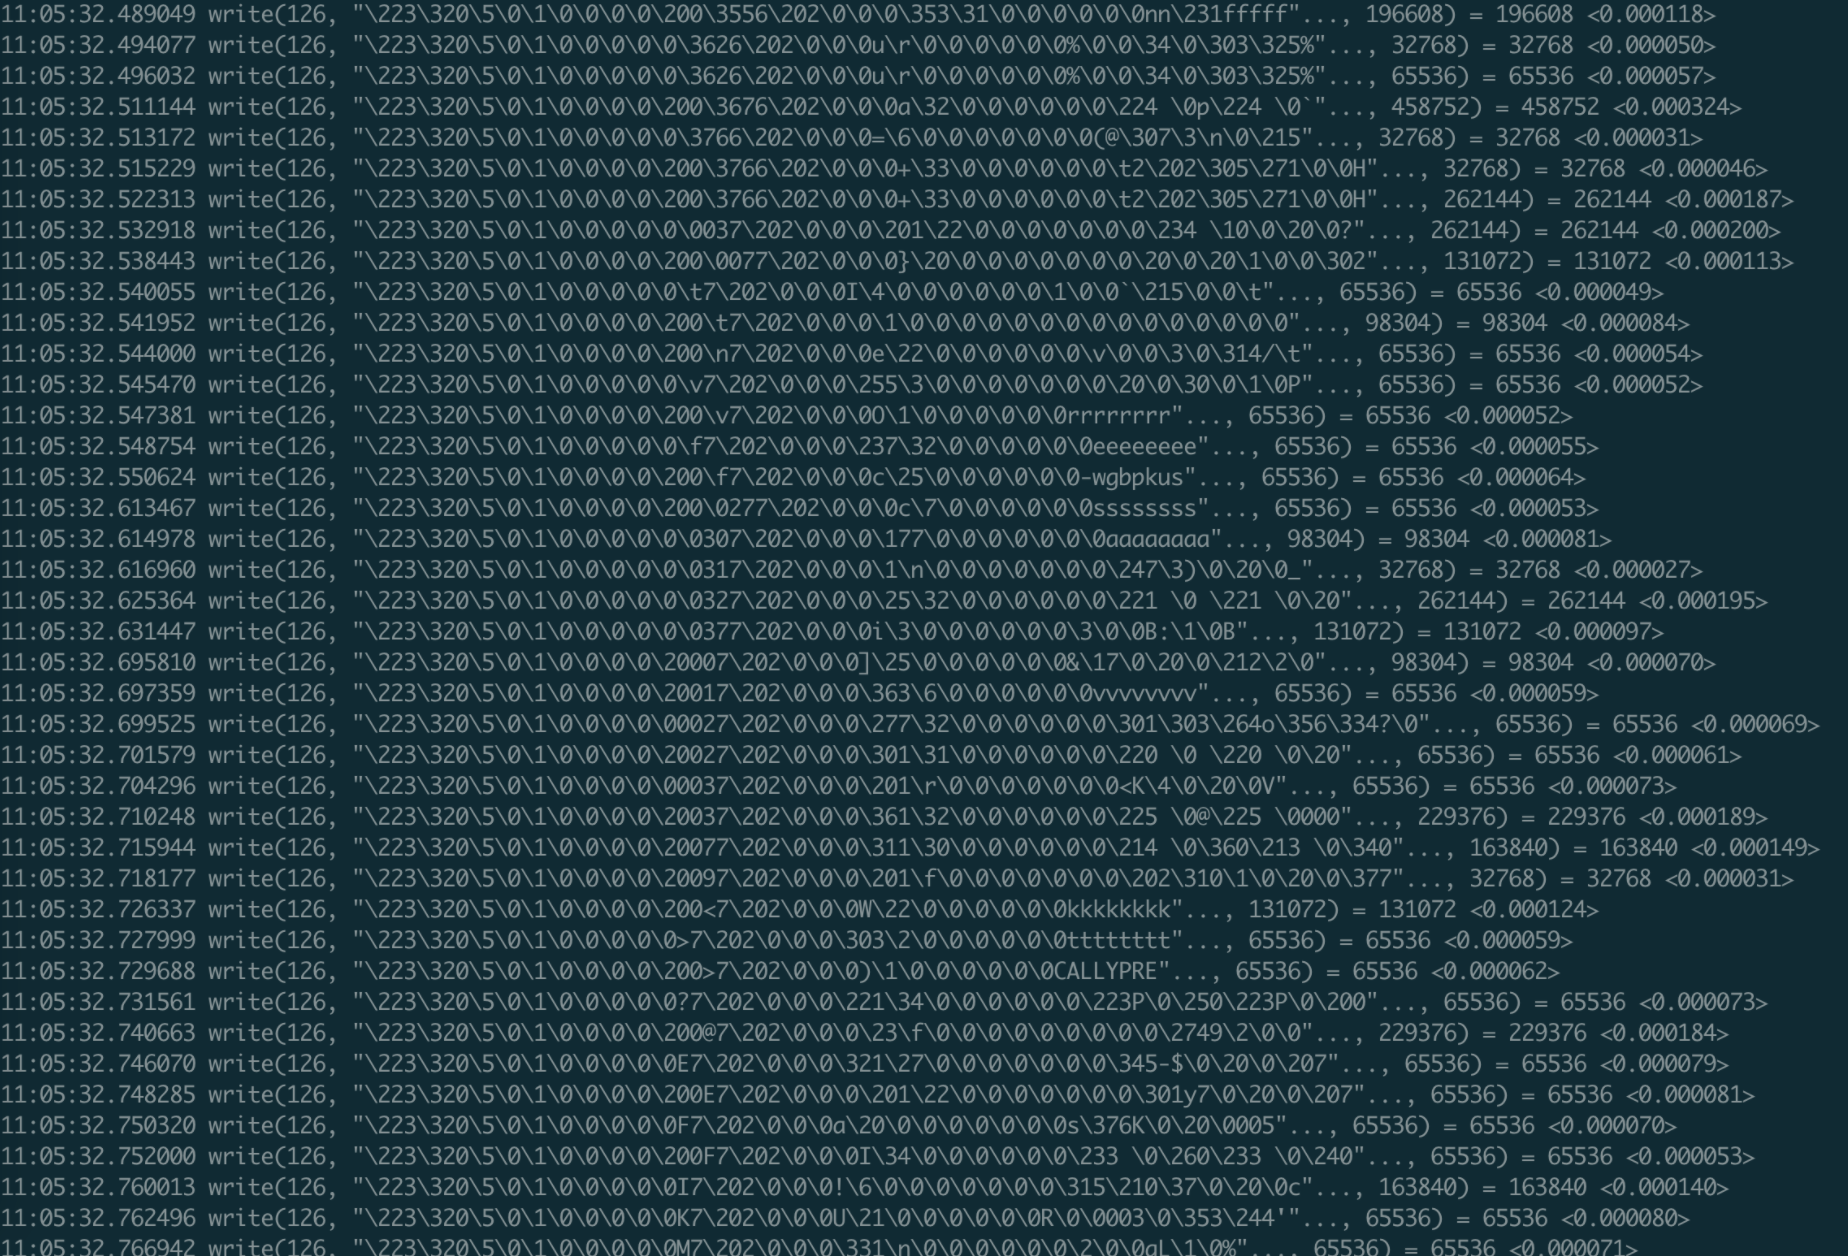 11:05:32.489049 write(126, "\223\320\5\0\1\0\0\0\0\200\3556\202\0\0\0\353\31\0\0\0\0\0\0nn\231fffff"..., 196608) = 196608 <0.000118>
11:05:32.494077 write(126, "\223\320\5\0\1\0\0\0\0\0\3626\202\0\0\0u\r\0\0\0\0\0\0%\0\0\34\0\303\325%"..., 32768) = 32768 <0.000050>
11:05:32.496032 write(126, "\223\320\5\0\1\0\0\0\0\0\3626\202\0\0\0u\r\0\0\0\0\0\0%\0\0\34\0\303\325%"..., 65536) = 65536 <0.000057>
11:05:32.511144 write(126, "\223\320\5\0\1\0\0\0\0\200\3676\202\0\0\0a\32\0\0\0\0\0\0\224 \0p\224 \0`"..., 458752) = 458752 <0.000324>
11:05:32.513172 write(126, "\223\320\5\0\1\0\0\0\0\0\3766\202\0\0\0=\6\0\0\0\0\0\0\0(@\307\3\n\0\215"..., 32768) = 32768 <0.000031>
11:05:32.515229 write(126, "\223\320\5\0\1\0\0\0\0\200\3766\202\0\0\0+\33\0\0\0\0\0\0\t2\202\305\271\0\0H"..., 32768) = 32768 <0.000046>
11:05:32.522313 write(126, "\223\320\5\0\1\0\0\0\0\200\3766\202\0\0\0+\33\0\0\0\0\0\0\t2\202\305\271\0\0H"..., 262144) = 262144 <0.000187>
11:05:32.532918 write(126, "\223\320\5\0\1\0\0\0\0\0\0037\202\0\0\0\201\22\0\0\0\0\0\0\234 \10\0\20\0?"..., 262144) = 262144 <0.000200>
11:05:32.538443 write(126, "\223\320\5\0\1\0\0\0\0\200\0077\202\0\0\0}\20\0\0\0\0\0\0\20\0\20\1\0\0\302"..., 131072) = 131072 <0.000113>
11:05:32.540055 write(126, "\223\320\5\0\1\0\0\0\0\0\t7\202\0\0\0I\4\0\0\0\0\0\0\1\0\0`\215\0\0\t"..., 65536) = 65536 <0.000049>
11:05:32.541952 write(126, "\223\320\5\0\1\0\0\0\0\200\t7\202\0\0\0\1\0\0\0\0\0\0\0\0\0\0\0\0\0\0\0"..., 98304) = 98304 <0.000084>
11:05:32.544000 write(126, "\223\320\5\0\1\0\0\0\0\200\n7\202\0\0\0e\22\0\0\0\0\0\0\v\0\0\3\0\314/\t"..., 65536) = 65536 <0.000054>
11:05:32.545470 write(126, "\223\320\5\0\1\0\0\0\0\0\v7\202\0\0\0\255\3\0\0\0\0\0\0\0\20\0\30\0\1\0P"..., 65536) = 65536 <0.000052>
11:05:32.547381 write(126, "\223\320\5\0\1\0\0\0\0\200\v7\202\0\0\0O\1\0\0\0\0\0\0rrrrrrrr"..., 65536) = 65536 <0.000052>
11:05:32.548754 write(126, "\223\320\5\0\1\0\0\0\0\0\f7\202\0\0\0\237\32\0\0\0\0\0\0eeeeeeee"..., 65536) = 65536 <0.000055>
11:05:32.550624 write(126, "\223\320\5\0\1\0\0\0\0\200\f7\202\0\0\0c\25\0\0\0\0\0\0-wgbpkus"..., 65536) = 65536 <0.000064>
11:05:32.613467 write(126, "\223\320\5\0\1\0\0\0\0\200\0277\202\0\0\0c\7\0\0\0\0\0\0ssssssss"..., 65536) = 65536 <0.000053>
11:05:32.614978 write(126, "\223\320\5\0\1\0\0\0\0\0\0307\202\0\0\0\177\0\0\0\0\0\0\0aaaaaaaa"..., 98304) = 98304 <0.000081>
11:05:32.616960 write(126, "\223\320\5\0\1\0\0\0\0\0\0317\202\0\0\0\1\n\0\0\0\0\0\0\0\247\3)\0\20\0_"..., 32768) = 32768 <0.000027>
11:05:32.625364 write(126, "\223\320\5\0\1\0\0\0\0\0\0327\202\0\0\0\25\32\0\0\0\0\0\0\221 \0 \221 \0\20"..., 262144) = 262144 <0.000195>
11:05:32.631447 write(126, "\223\320\5\0\1\0\0\0\0\0\0377\202\0\0\0i\3\0\0\0\0\0\0\3\0\0B:\1\0B"..., 131072) = 131072 <0.000097>
11:05:32.695810 write(126, "\223\320\5\0\1\0\0\0\0\20007\202\0\0\0]\25\0\0\0\0\0\0&\17\0\20\0\212\2\0"..., 98304) = 98304 <0.000070>
11:05:32.697359 write(126, "\223\320\5\0\1\0\0\0\0\20017\202\0\0\0\363\6\0\0\0\0\0\0vvvvvvvv"..., 65536) = 65536 <0.000059>
11:05:32.699525 write(126, "\223\320\5\0\1\0\0\0\0\00027\202\0\0\0\277\32\0\0\0\0\0\0\301\303\264o\356\334?\0"..., 65536) = 65536 <0.000069>
11:05:32.701579 write(126, "\223\320\5\0\1\0\0\0\0\20027\202\0\0\0\301\31\0\0\0\0\0\0\220 \0 \220 \0\20"..., 65536) = 65536 <0.000061>
11:05:32.704296 write(126, "\223\320\5\0\1\0\0\0\0\00037\202\0\0\0\201\r\0\0\0\0\0\0\0<K\4\0\20\0V"..., 65536) = 65536 <0.000073>
11:05:32.710248 write(126, "\223\320\5\0\1\0\0\0\0\20037\202\0\0\0\361\32\0\0\0\0\0\0\225 \0@\225 \0000"..., 229376) = 229376 <0.000189>
11:05:32.715944 write(126, "\223\320\5\0\1\0\0\0\0\20077\202\0\0\0\311\30\0\0\0\0\0\0\214 \0\360\213 \0\340"..., 163840) = 163840 <0.000149>
11:05:32.718177 write(126, "\223\320\5\0\1\0\0\0\0\20097\202\0\0\0\201\f\0\0\0\0\0\0\0\202\310\1\0\20\0\377"..., 32768) = 32768 <0.000031>
11:05:32.726337 write(126, "\223\320\5\0\1\0\0\0\0\200<7\202\0\0\0W\22\0\0\0\0\0\0kkkkkkkk"..., 131072) = 131072 <0.000124>
11:05:32.727999 write(126, "\223\320\5\0\1\0\0\0\0\0>7\202\0\0\0\303\2\0\0\0\0\0\0tttttttt"..., 65536) = 65536 <0.000059>
11:05:32.729688 write(126, "\223\320\5\0\1\0\0\0\0\200>7\202\0\0\0)\1\0\0\0\0\0\0CALLYPRE"..., 65536) = 65536 <0.000062>
11:05:32.731561 write(126, "\223\320\5\0\1\0\0\0\0\0?7\202\0\0\0\221\34\0\0\0\0\0\0\223P\0\250\223P\0\200"..., 65536) = 65536 <0.000073>
11:05:32.740663 write(126, "\223\320\5\0\1\0\0\0\0\200@7\202\0\0\0\23\f\0\0\0\0\0\0\0\0\0\2749\2\0\0"..., 229376) = 229376 <0.000184>
11:05:32.746070 write(126, "\223\320\5\0\1\0\0\0\0\0E7\202\0\0\0\321\27\0\0\0\0\0\0\0\345-$\0\20\0\207"..., 65536) = 65536 <0.000079>
11:05:32.748285 write(126, "\223\320\5\0\1\0\0\0\0\200E7\202\0\0\0\201\22\0\0\0\0\0\0\0\301y7\0\20\0\207"..., 65536) = 65536 <0.000081>
11:05:32.750320 write(126, "\223\320\5\0\1\0\0\0\0\0F7\202\0\0\0a\20\0\0\0\0\0\0\0s\376K\0\20\0005"..., 65536) = 65536 <0.000070>
11:05:32.752000 write(126, "\223\320\5\0\1\0\0\0\0\200F7\202\0\0\0I\34\0\0\0\0\0\0\233 \0\260\233 \0\240"..., 65536) = 65536 <0.000053>
11:05:32.760013 write(126, "\223\320\5\0\1\0\0\0\0\0I7\202\0\0\0!\6\0\0\0\0\0\0\0\315\210\37\0\20\0c"..., 163840) = 163840 <0.000140>
11:05:32.762496 write(126, "\223\320\5\0\1\0\0\0\0\0K7\202\0\0\0U\21\0\0\0\0\0\0R\0\0003\0\353\244'"..., 65536) = 65536 <0.000080>
11:05:32.766942 write(126, "\223\320\5\0\1\0\0\0\0\0M7\202\0\0\0\331\n\0\0\0\0\0\0\2\0\0qL\1\0%"..., 65536) = 65536 <0.000071>